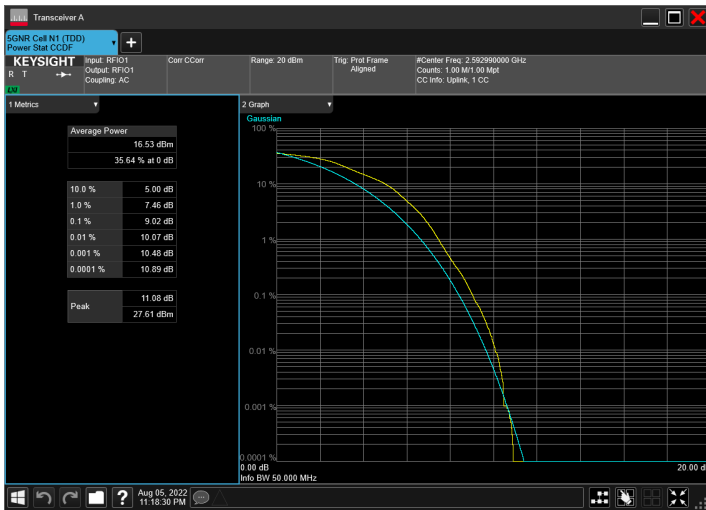 Transceiver A
5GNR Cell N1 (TDD)
Power Stat CCDF
KEYSIGHT
R T
LXI
Input: RFIO1
Output: RFIO1
Coupling: AC
Corr CCorr
Range: 20 dBm
Trig: Prot Frame
Aligned
#Center Freq: 2.592990000 GHz
Counts: 1.00 M/1.00 Mpt
CC Info: Uplink, 1 CC
1 Metrics
Average Power
16.53 dBm
35.64 % at 0 dB
10.0 % 5.00 dB
1.0 % 7.46 dB
0.1 % 9.02 dB
0.01 % 10.07 dB
0.001 % 10.48 dB
0.0001 % 10.89 dB
Peak
11.08 dB
27.61 dBm
2 Graph
Gaussian
100 %
10 %
1 %
0.1 %
0.01 %
0.001 %
0.0001 %
0.00 dB
20.00 d
Info BW 50.000 MHz
Aug 05, 2022
11:18:30 PM